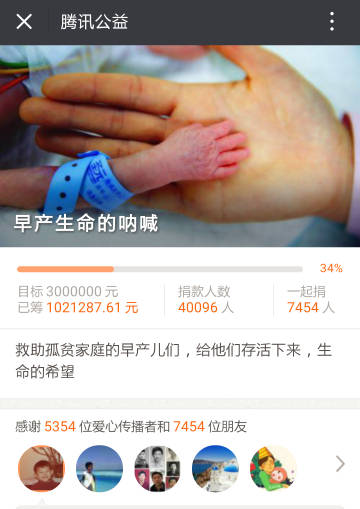 腾讯公益
早产生命的呐喊
34%
目标 3000000 元 捐款人数 一起捐
已筹 1021287.61 元 40096 人 7454 人
救助孤贫家庭的早产儿们，给他们存活下来，生
命的希望
感谢 5354 位爱心传播者和 7454 位朋友